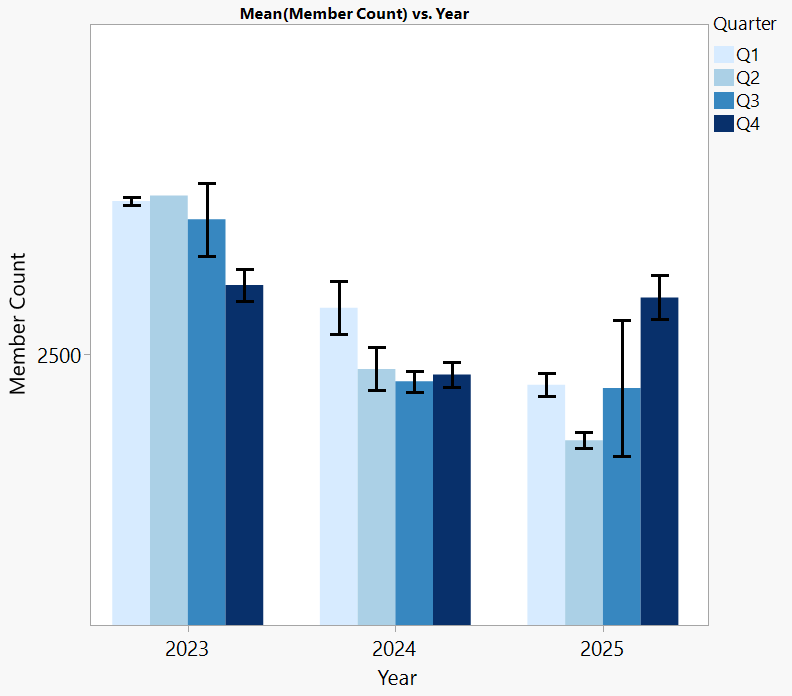 Mean(Member Count) vs. Year
Quarter
Q1
Q2
Q3
Q4
Member Count
2500
2023
2024
2025
Year